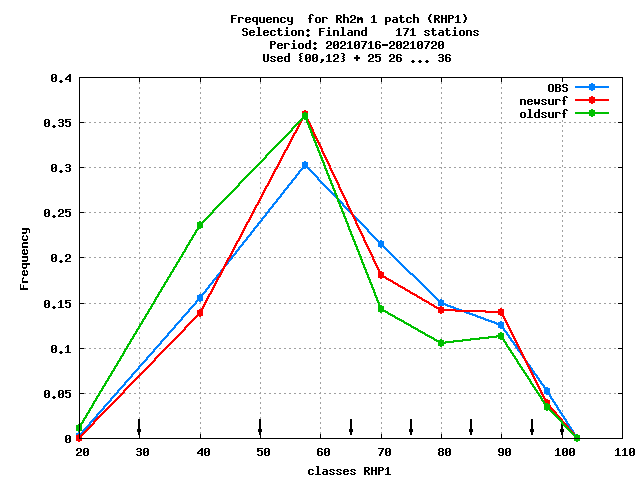 Frequency  for Rh2m 1 patch (RHP1)
Selection: Finland    171 stations
Period: 20210716-20210720
Used {00,12} + 25 26 ... 36
0.4
0.35
0.3
0.25
0.2
0.15
0.1
0.05
0
Frequency
OBS
newsurf
oldsurf
20 30 40 50 60 70 80 90 100 110
classes RHP1